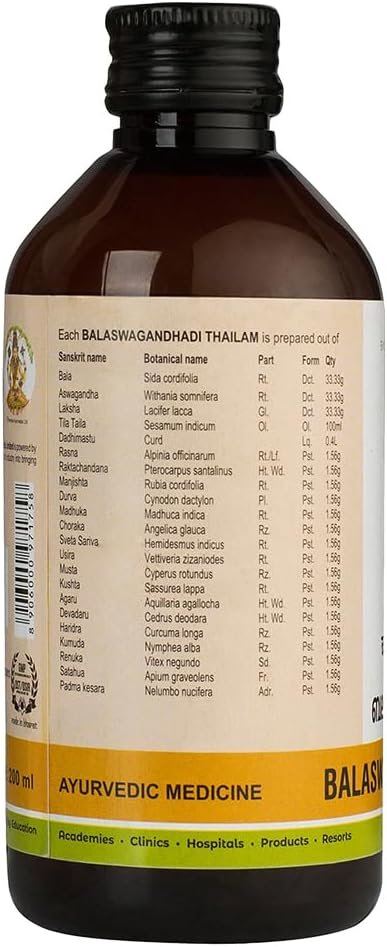 Each BALASWAGANDHADI THAILAM is prepared out of
Sanskrit name Botanical name Part Form Qty
Bala Sida cordifolia Rt. Dct. 33.33g
Aswagandha Withania somnifera Rt. Dct. 33.33g
Laksha Lacifer lacca Gl. Dct. 33.33g
Tila Taila Sesamum indicum Ol. Ol. 100ml
Dadhimastu Curd Lq. 0.4L
Rasna Alpinia officinarum Rt./Lf. Pst. 1.56g
Raktachandana Pterocarpus santalinus Ht. Wd. Pst. 1.56g
Manjishta Rubia cordifolia Rt. Pst. 1.56g
Durva Cynodon dactylon Pl. Pst. 1.56g
Madhuka Madhuca indica Rt. Pst. 1.56g
Choraka Angelica glauca Rz. Pst. 1.56g
Sveta Sariva Hemidesmus indicus Rt. Pst. 1.56g
Usira Vettiveria zizaniodes Rt. Pst. 1.56g
Musta Cyperus rotundus Rz. Pst. 1.56g
Kushta Sassurea lappa Rt. Pst. 1.56g
Agaru Aquillaria agallocha Ht. Wd. Pst. 1.56g
Devadaru Cedrus deodara Ht. Wd. Pst. 1.56g
Haridra Curcuma longa Rz. Pst. 1.56g
Kumuda Nymphea alba Rz. Pst. 1.56g
Renuka Vitex negundo Sd. Pst. 1.56g
Satahua Apium graveolens Fr. Pst. 1.56g
Padma kesara Nelumbo nucifera Adr. Pst. 1.56g
8906060971758
GMP
made in Bharat
200 ml
AYURVEDIC MEDICINE
BALASW
Education
Academies • Clinics • Hospitals • Products • Resorts